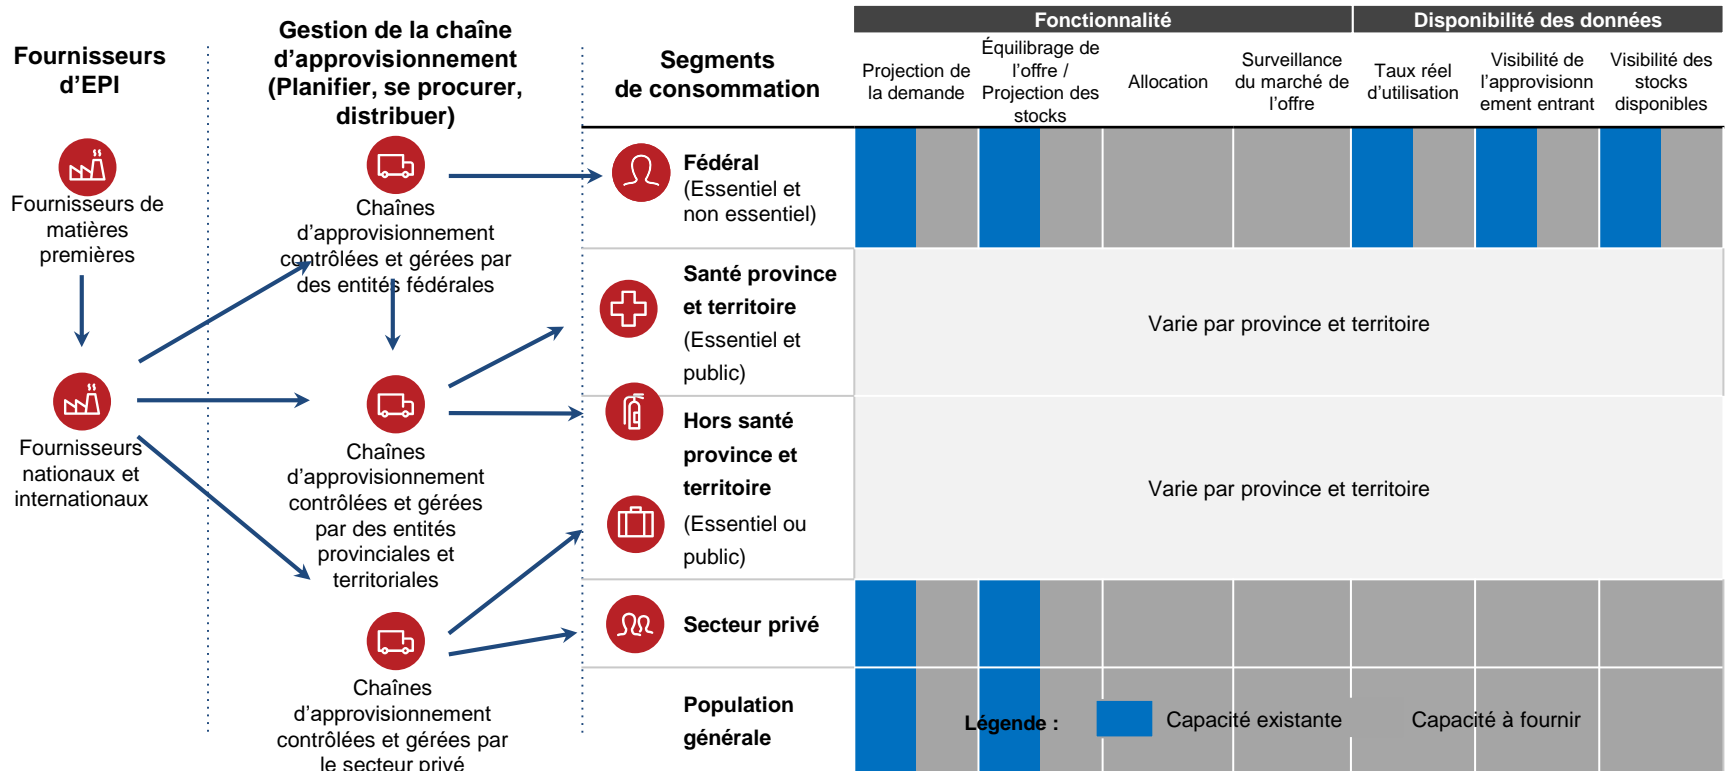 Fournisseurs
d’EPI
Gestion de la chaîne
d’approvisionnement
(Planifier, se procurer,
distribuer)
Segments
de consommation
Fonctionnalité
Disponibilité des données
Projection de
la demande
Équilibrage de
l’offre /
Projection des
stocks
Allocation
Surveillance
du marché de
l’offre
Taux réel
d’utilisation
Visibilité de
l’approvisionn
ement entrant
Visibilité des
stocks
disponibles
Fournisseurs de
matières
premières
Fournisseurs
nationaux et
internationaux
Chaînes
d’approvisionnement
contrôlées et gérées par
des entités fédérales
Chaînes
d’approvisionnement
contrôlées et gérées
par des entités
provinciales et
territoriales
Chaînes
d’approvisionnement
contrôlées et gérées par
le secteur privé
Fédéral
(Essentiel et
non essentiel)
Santé province
et territoire
(Essentiel et
public)
Varie par province et territoire
Hors santé
province et
territoire
(Essentiel ou
public)
Varie par province et territoire
Secteur privé
Population
générale
Légende :
Capacité existante
Capacité à fournir